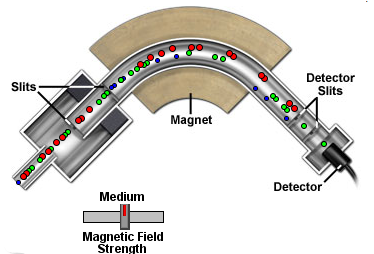 Slits
Detector
Slits
Magnet
Detector
Medium
Magnetic Field
Strength